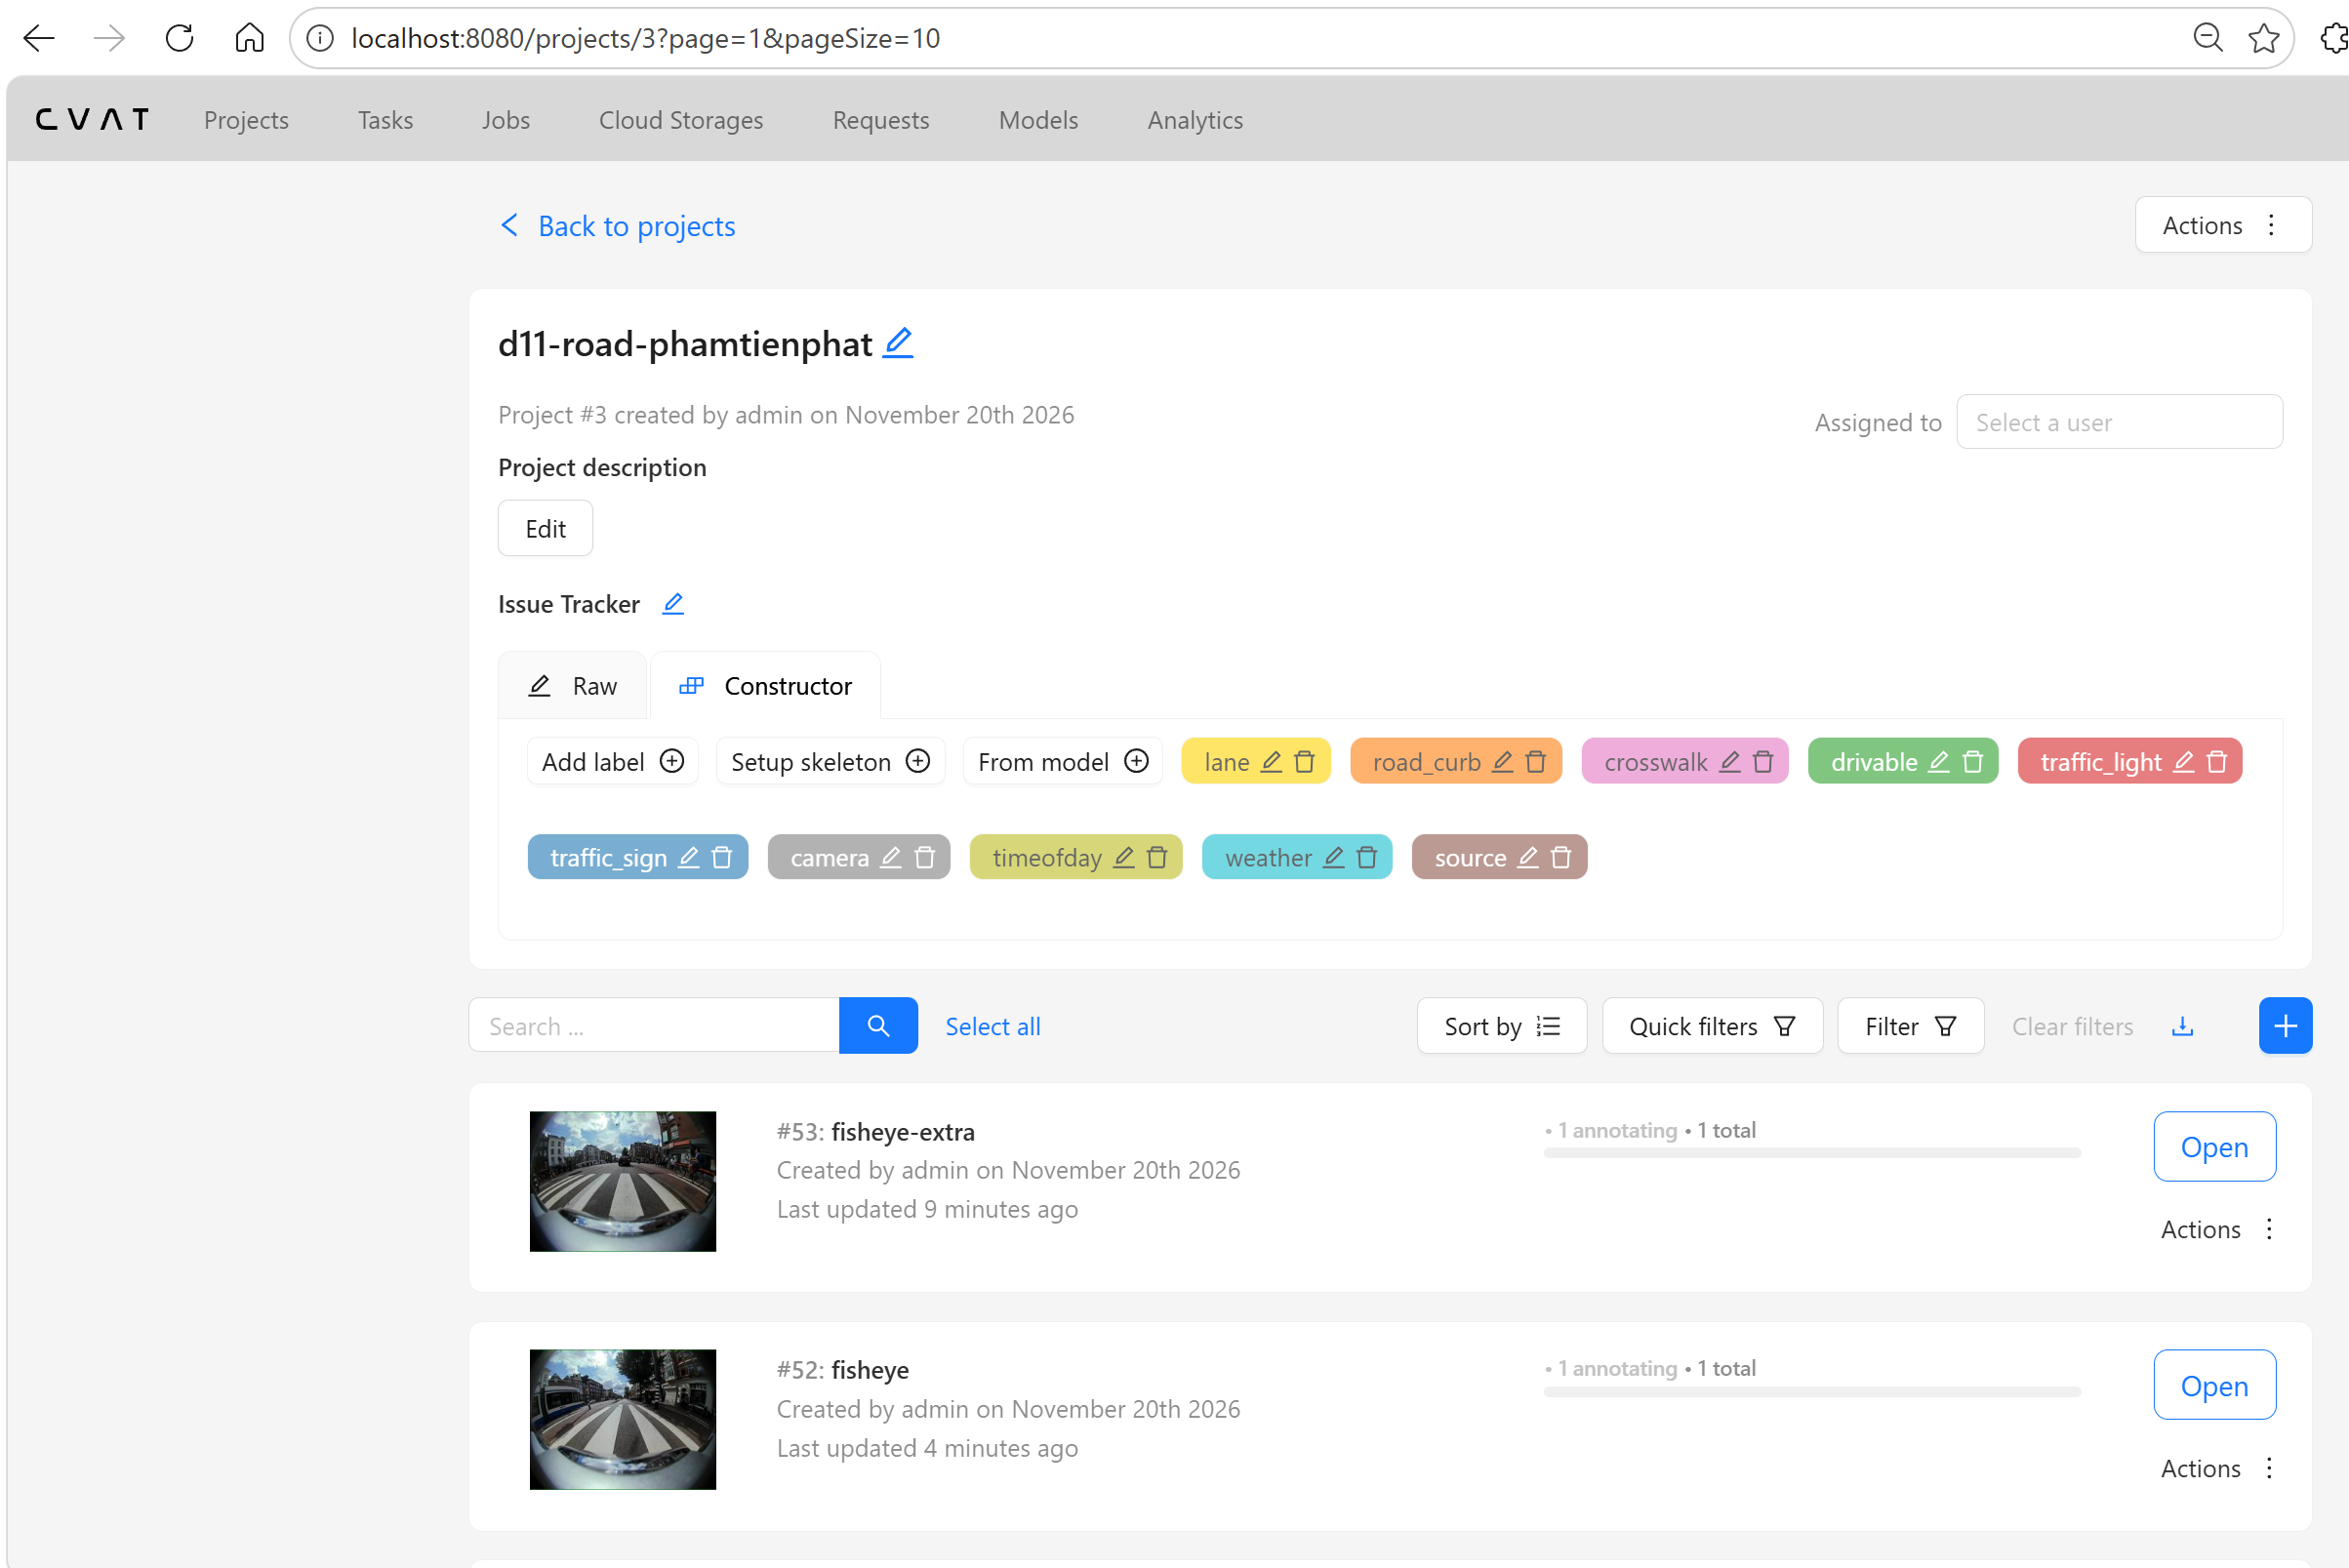 localhost:8080/projects/3?page=1&pageSize=10
CVAT Projects Tasks Jobs Cloud Storages Requests Models Analytics
Back to projects Actions
d11-road-phamtienphat
Project #3 created by admin on November 20th 2026
Assigned to Select a user
Project description
Edit
Issue Tracker
Raw Constructor
Add label Setup skeleton From model lane road_curb crosswalk drivable traffic_light
traffic_sign camera timeofday weather source
Search ... Select all Sort by Quick filters Filter Clear filters
#53: fisheye-extra
• 1 annotating • 1 total
Open
Created by admin on November 20th 2026
Last updated 9 minutes ago
Actions
#52: fisheye
• 1 annotating • 1 total
Open
Created by admin on November 20th 2026
Last updated 4 minutes ago
Actions